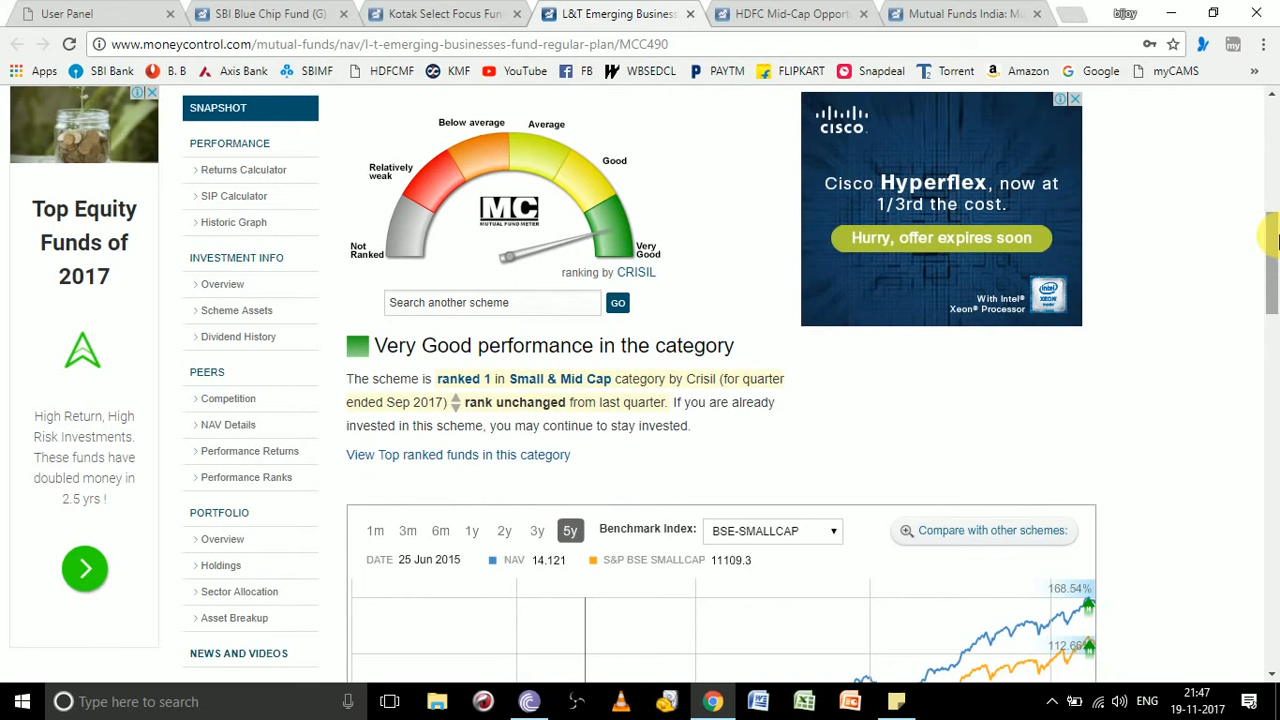 User Panel
SBI Blue Chip Fund (G)
Kotak Select Focus Fun
L&T Emerging Business
HDFC Mid-Cap Opport
Mutual Funds India: Mu
bijoy
www.moneycontrol.com/mutual-funds/nav/l-t-emerging-businesses-fund-regular-plan/MCC490
my
Apps
SBI Bank
B. B
Axis Bank
SBIMF
HDFCMF
KMF
YouTube
FB
WBSEDCL
PAYTM
FLIPKART
Snapdeal
Torrent
Amazon
Google
myCAMS
Top Equity
Funds of
2017
High Return, High
Risk Investments.
These funds have
doubled money in
2.5 yrs !
SNAPSHOT
PERFORMANCE
Returns Calculator
SIP Calculator
Historic Graph
INVESTMENT INFO
Overview
Scheme Assets
Dividend History
PEERS
Competition
NAV Details
Performance Returns
Performance Ranks
PORTFOLIO
Overview
Holdings
Sector Allocation
Asset Breakup
NEWS AND VIDEOS
Below average
Average
Relatively
weak
Good
MC
MUTUAL FUND METER
Not
Ranked
Very
Good
ranking by CRISIL
Search another scheme
GO
Very Good performance in the category
The scheme is ranked 1 in Small & Mid Cap category by Crisil (for quarter
ended Sep 2017) rank unchanged from last quarter. If you are already
invested in this scheme, you may continue to stay invested.
View Top ranked funds in this category
1m 3m 6m 1y 2y 3y 5y
Benchmark Index:
BSE-SMALLCAP
Compare with other schemes:
DATE 25 Jun 2015 NAV 14.121 S&P BSE SMALLCAP 11109.3
168.54%
112.66%
CISCO
Cisco Hyperflex, now at
1/3rd the cost.
Hurry, offer expires soon
With Intel®
Xeon® Processor
Type here to search
ENG
21:47
19-11-2017